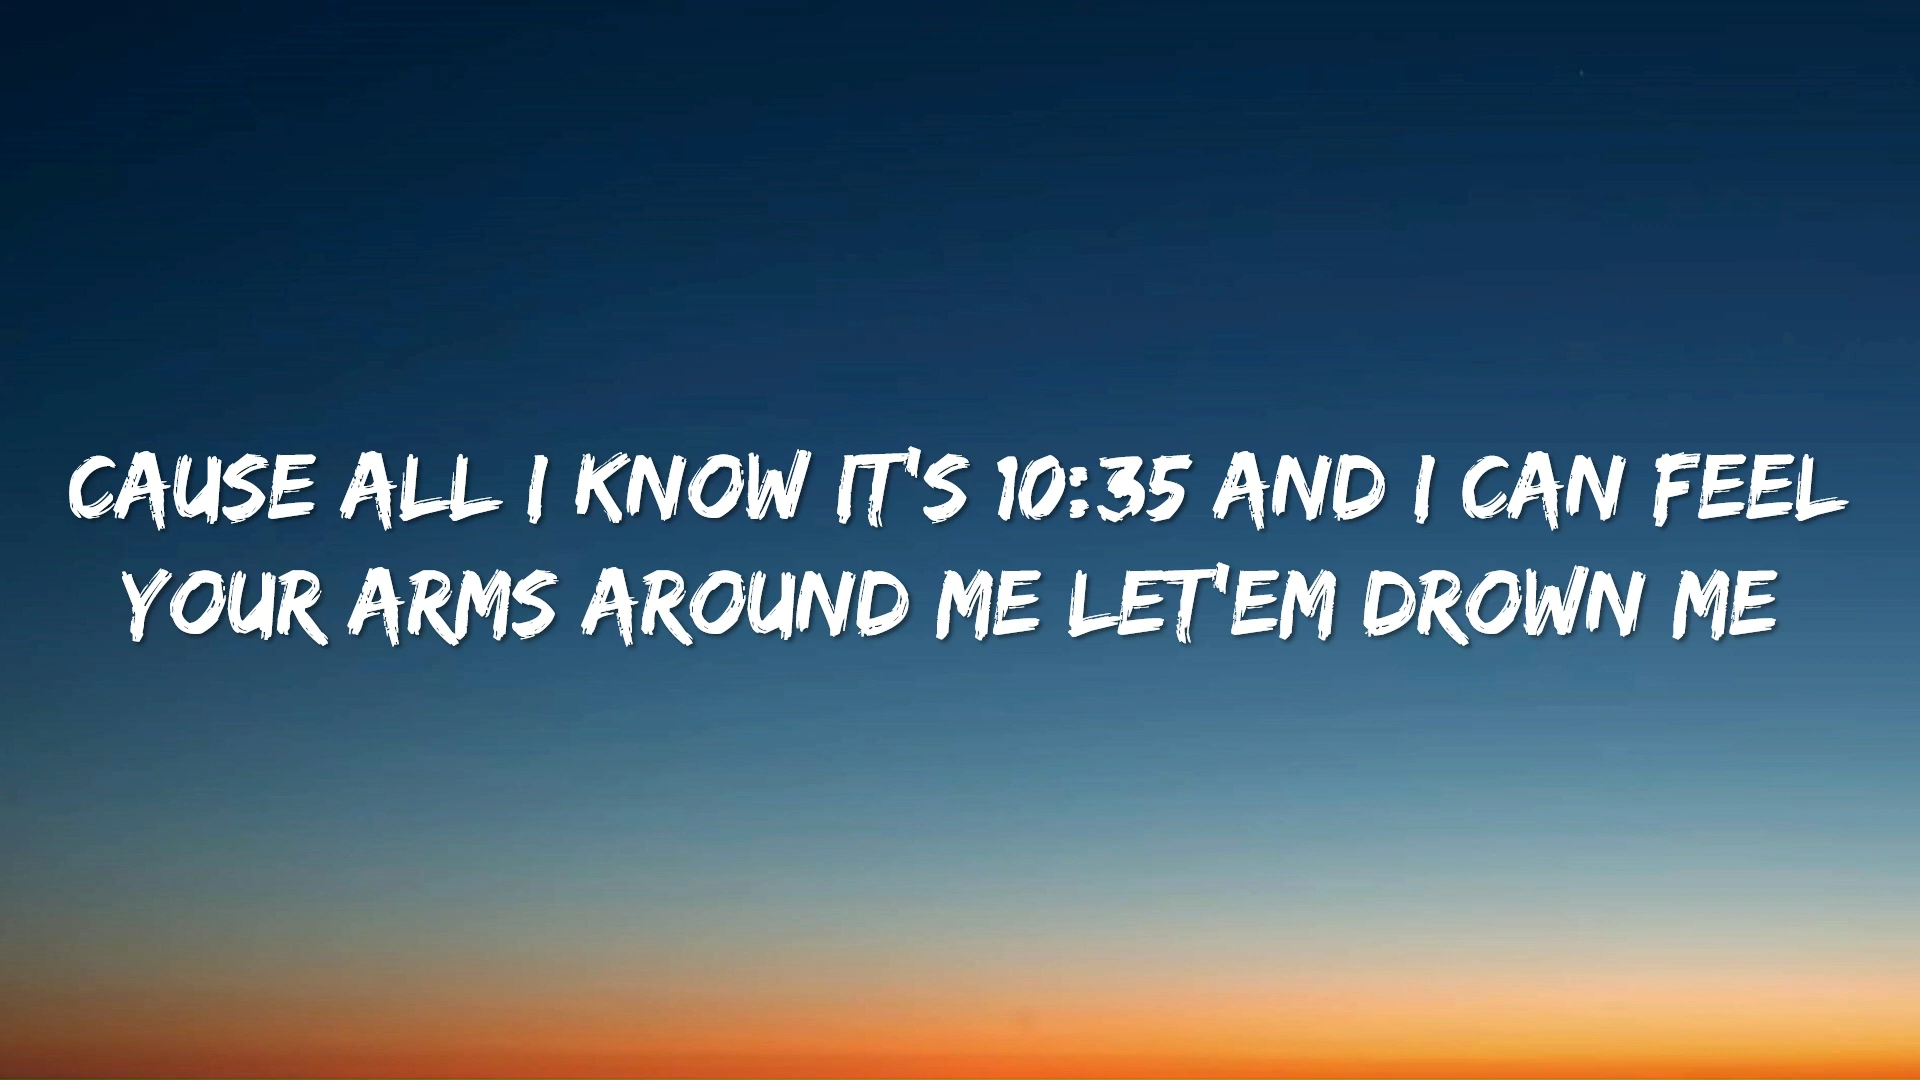 CAUSE ALL I KNOW IT'S 10:35 AND I CAN FEEL
YOUR ARMS AROUND ME LET'EM DROWN ME